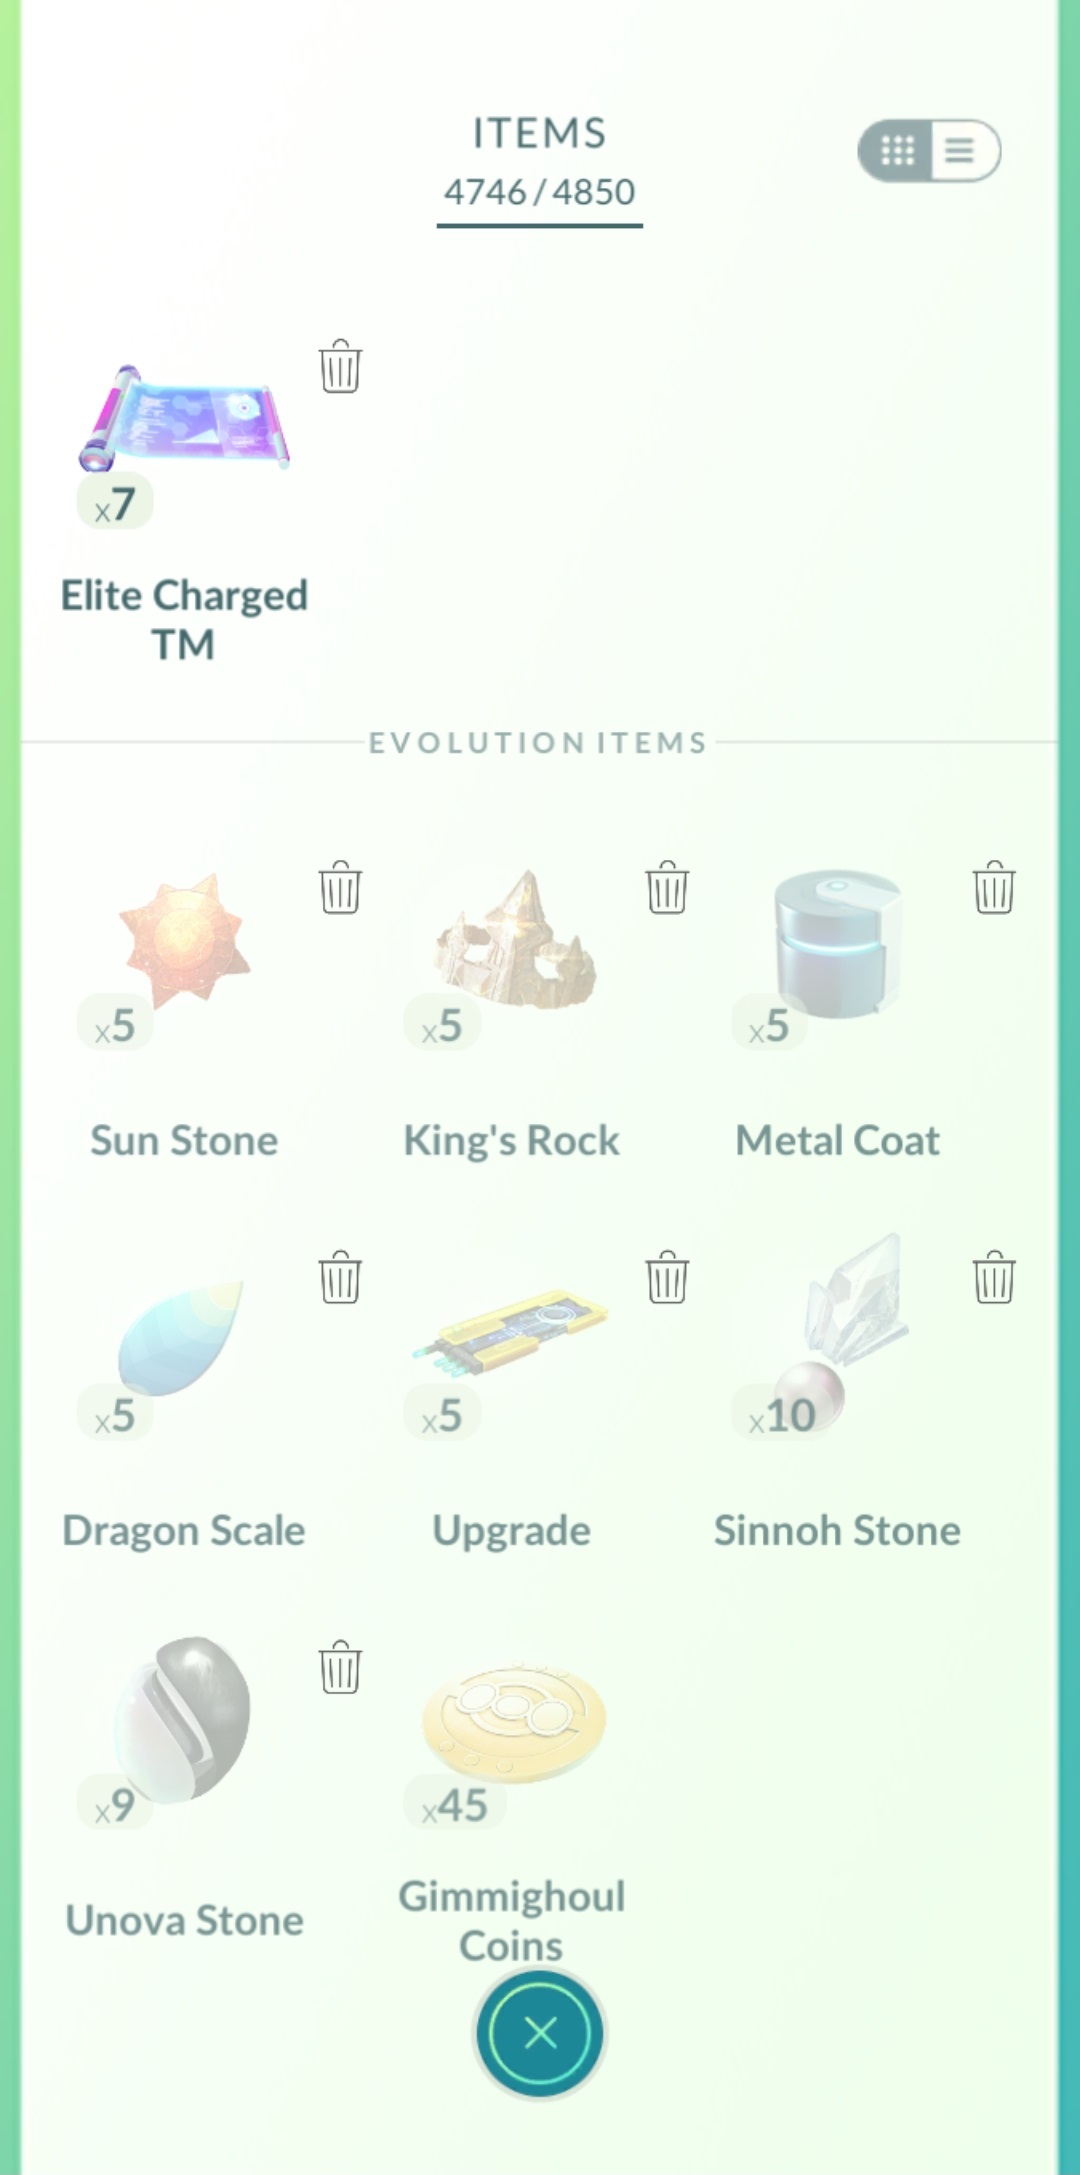 ITEMS
4746/4850
x7
Elite Charged
TM
EVOLUTION ITEMS
x5
x5
x5
Sun Stone
King's Rock
Metal Coat
x5
x5
x10
Dragon Scale
Upgrade
Sinnoh Stone
x9
x45
Unova Stone
Gimmighoul
Coins